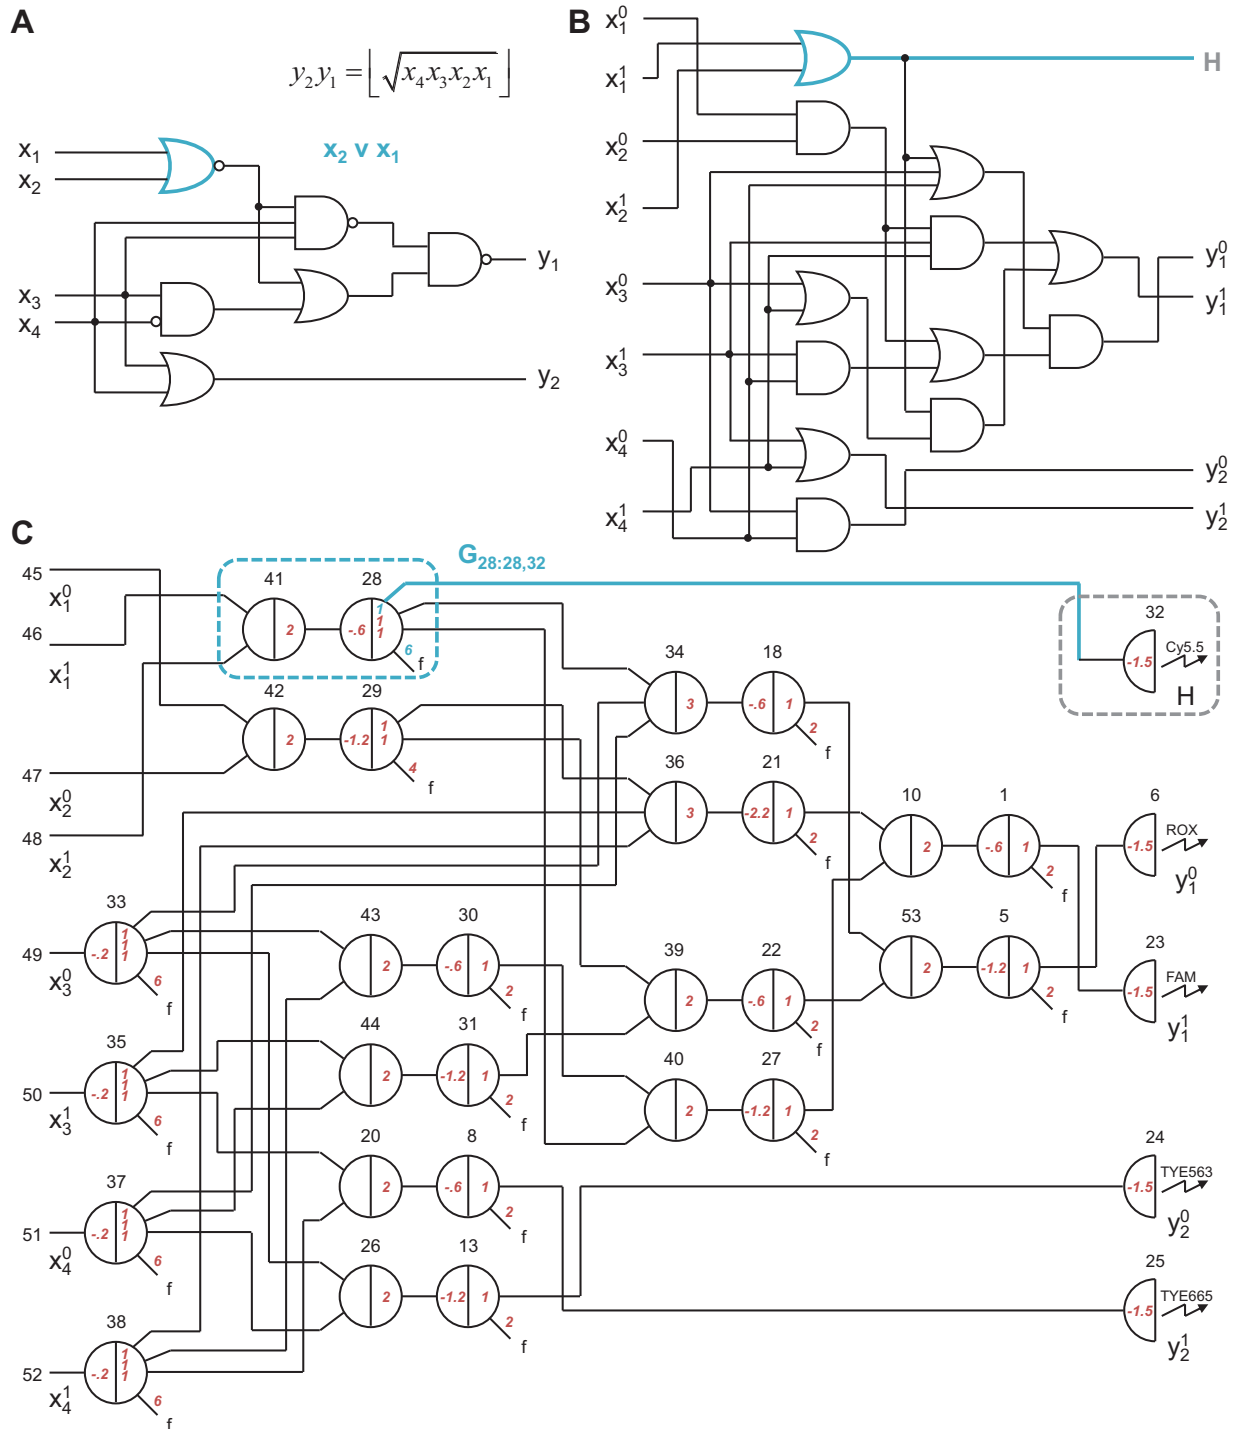 A
y2y1 = ⌊√x4x3x2x1⌋
x1
x2
x2 v x1
x3
x4
y1
y2
B
x1^0
x1^1
x2^0
x2^1
x3^0
x3^1
x4^0
x4^1
H
y1^0
y1^1
y2^0
y2^1
C
G28:28,32
45
x1^0
46
x1^1
47
x2^0
48
x2^1
49
x3^0
50
x3^1
51
x4^0
52
x4^1
41
2
28
-.6
1
1
1
6
f
42
2
29
-1.2
1
1
4
f
33
-.2
1
1
1
6
f
35
-.2
1
1
1
6
f
37
-.2
1
1
1
6
f
38
-.2
1
1
1
6
f
43
2
30
-.6
1
2
f
44
2
31
-1.2
1
2
f
20
2
8
-.6
1
2
f
26
2
13
-1.2
1
2
f
34
3
18
-.6
1
2
f
36
3
21
-2.2
1
2
f
39
2
22
-.6
1
2
f
40
2
27
-1.2
1
2
f
10
2
1
-.6
1
2
f
53
2
5
-1.2
1
2
f
32
-1.5
Cy5.5
H
6
-1.5
ROX
y1^0
23
-1.5
FAM
y1^1
24
-1.5
TYE563
y2^0
25
-1.5
TYE665
y2^1